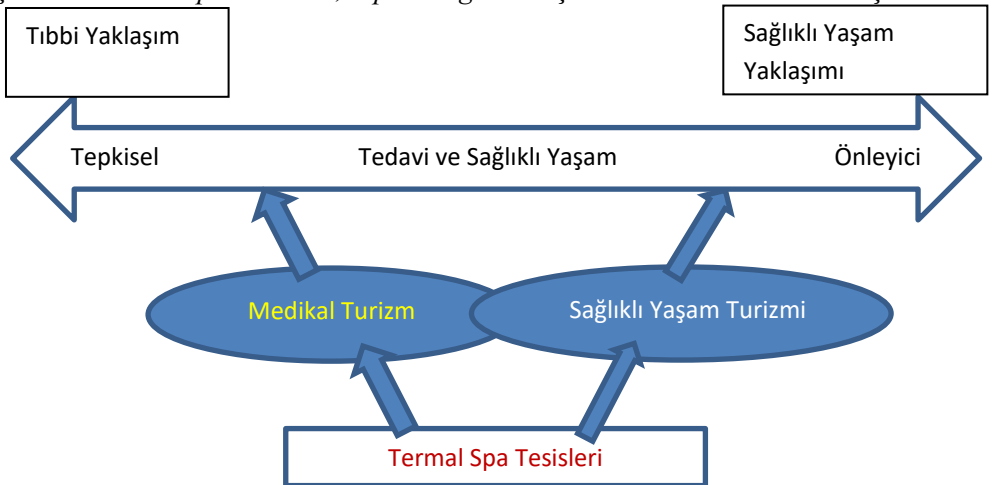 Tıbbi Yaklaşım
Sağlıklı Yaşam
Yaklaşımı
Tepkisel
Tedavi ve Sağlıklı Yaşam
Önleyici
Medikal Turizm
Sağlıklı Yaşam Turizmi
Termal Spa Tesisleri